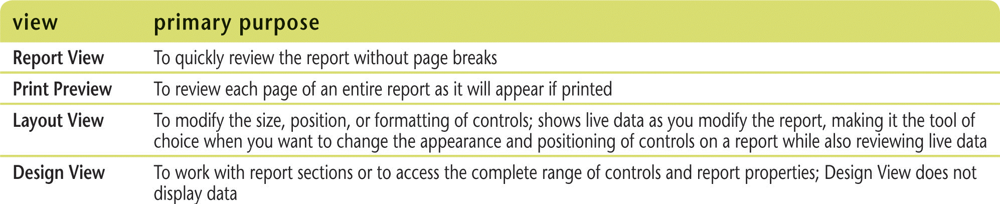 view primary purpose
Report View To quickly review the report without page breaks
Print Preview To review each page of an entire report as it will appear if printed
Layout View To modify the size, position, or formatting of controls; shows live data as you modify the report, making it the tool of
choice when you want to change the appearance and positioning of controls on a report while also reviewing live data
Design View To work with report sections or to access the complete range of controls and report properties; Design View does not
display data